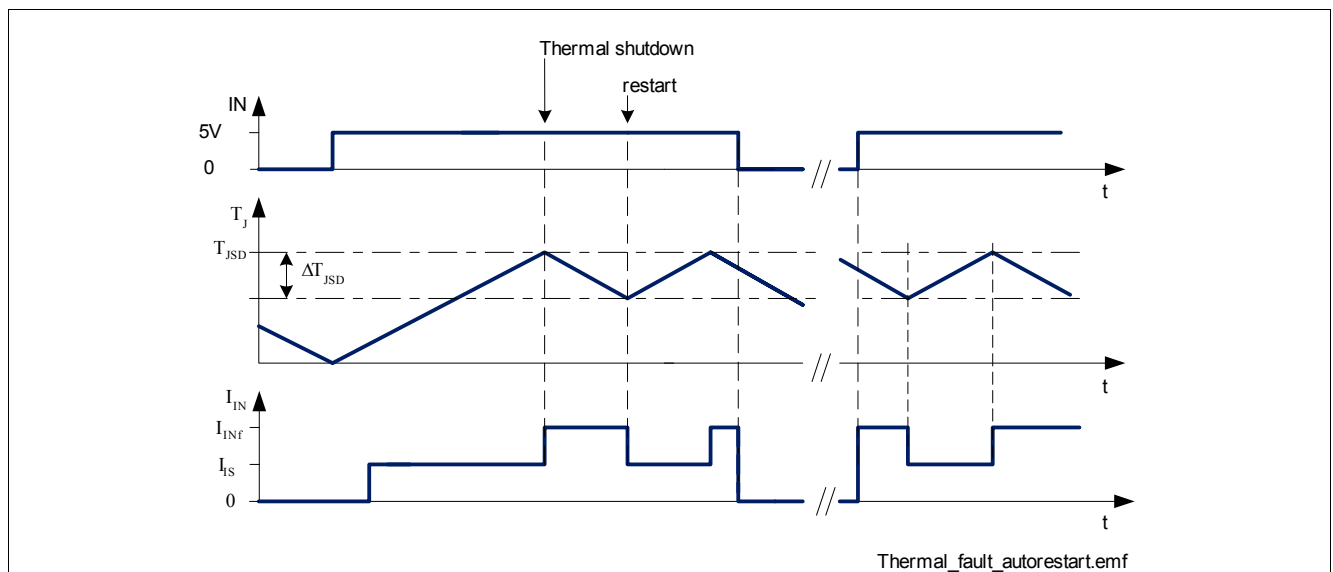 Thermal shutdown
restart
IN
5V
0
t
T_J
T_JSD
ΔT_JSD
t
I_IN
I_INf
I_IS
0
t
Thermal_fault_autorestart.emf